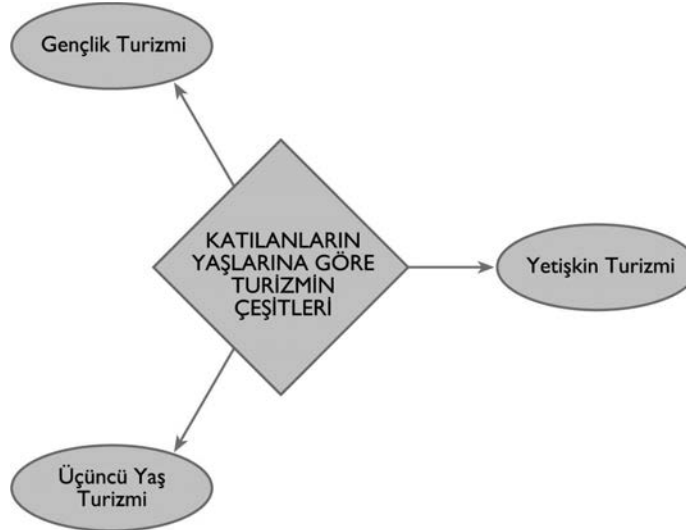 Gençlik Turizmi
KATILANLARIN
YAŞLARINA GÖRE
TURİZMİN
ÇEŞİTLERİ
Yetişkin Turizmi
Üçüncü Yaş
Turizmi